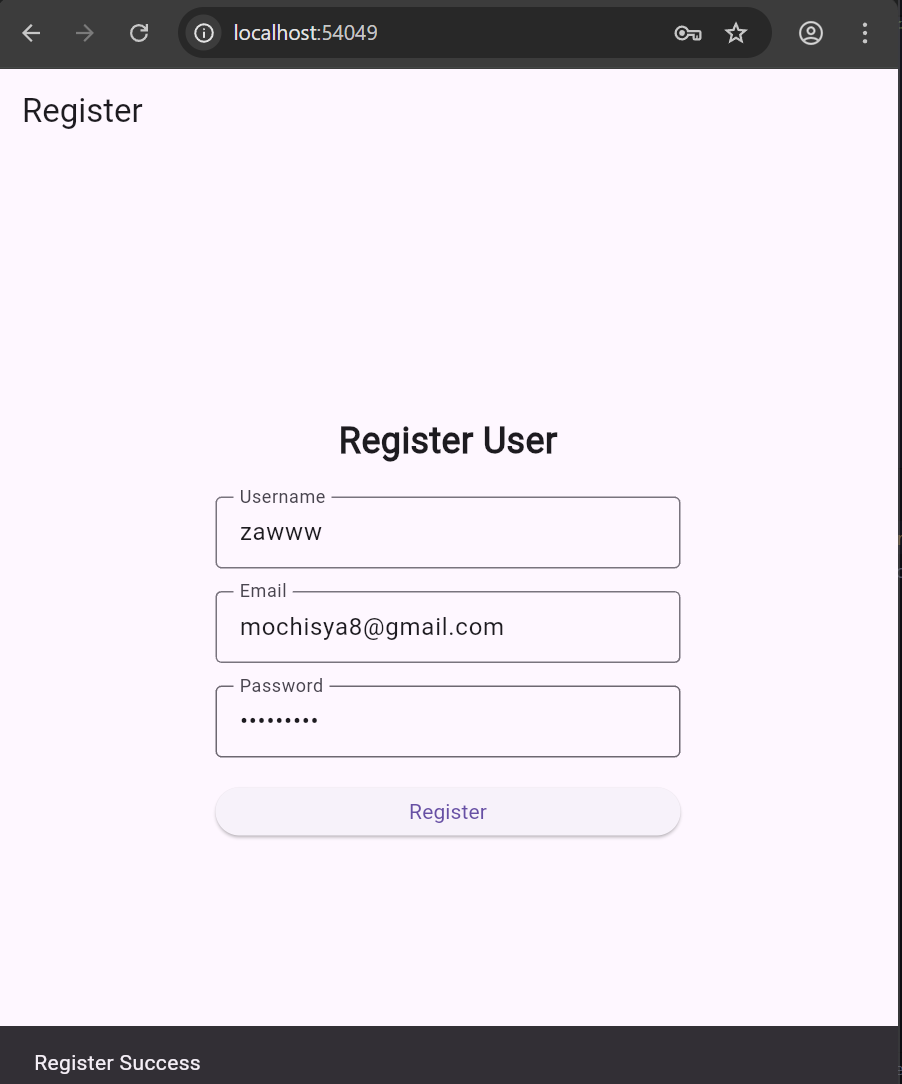 localhost:54049
Register
Register User
Username
zawww
Email
mochisya8@gmail.com
Password
•••••••••
Register
Register Success